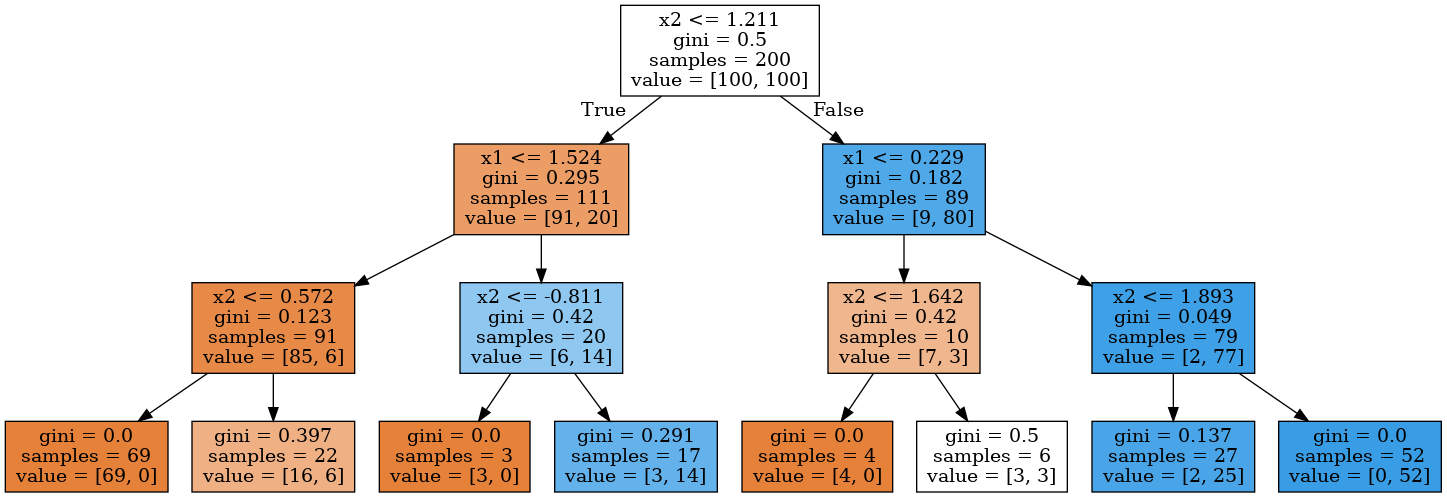 x2 <= 1.211
gini = 0.5
samples = 200
value = [100, 100]
True
False
x1 <= 1.524
gini = 0.295
samples = 111
value = [91, 20]
x1 <= 0.229
gini = 0.182
samples = 89
value = [9, 80]
x2 <= 0.572
gini = 0.123
samples = 91
value = [85, 6]
x2 <= -0.811
gini = 0.42
samples = 20
value = [6, 14]
x2 <= 1.642
gini = 0.42
samples = 10
value = [7, 3]
x2 <= 1.893
gini = 0.049
samples = 79
value = [2, 77]
gini = 0.0
samples = 69
value = [69, 0]
gini = 0.397
samples = 22
value = [16, 6]
gini = 0.0
samples = 3
value = [3, 0]
gini = 0.291
samples = 17
value = [3, 14]
gini = 0.0
samples = 4
value = [4, 0]
gini = 0.5
samples = 6
value = [3, 3]
gini = 0.137
samples = 27
value = [2, 25]
gini = 0.0
samples = 52
value = [0, 52]